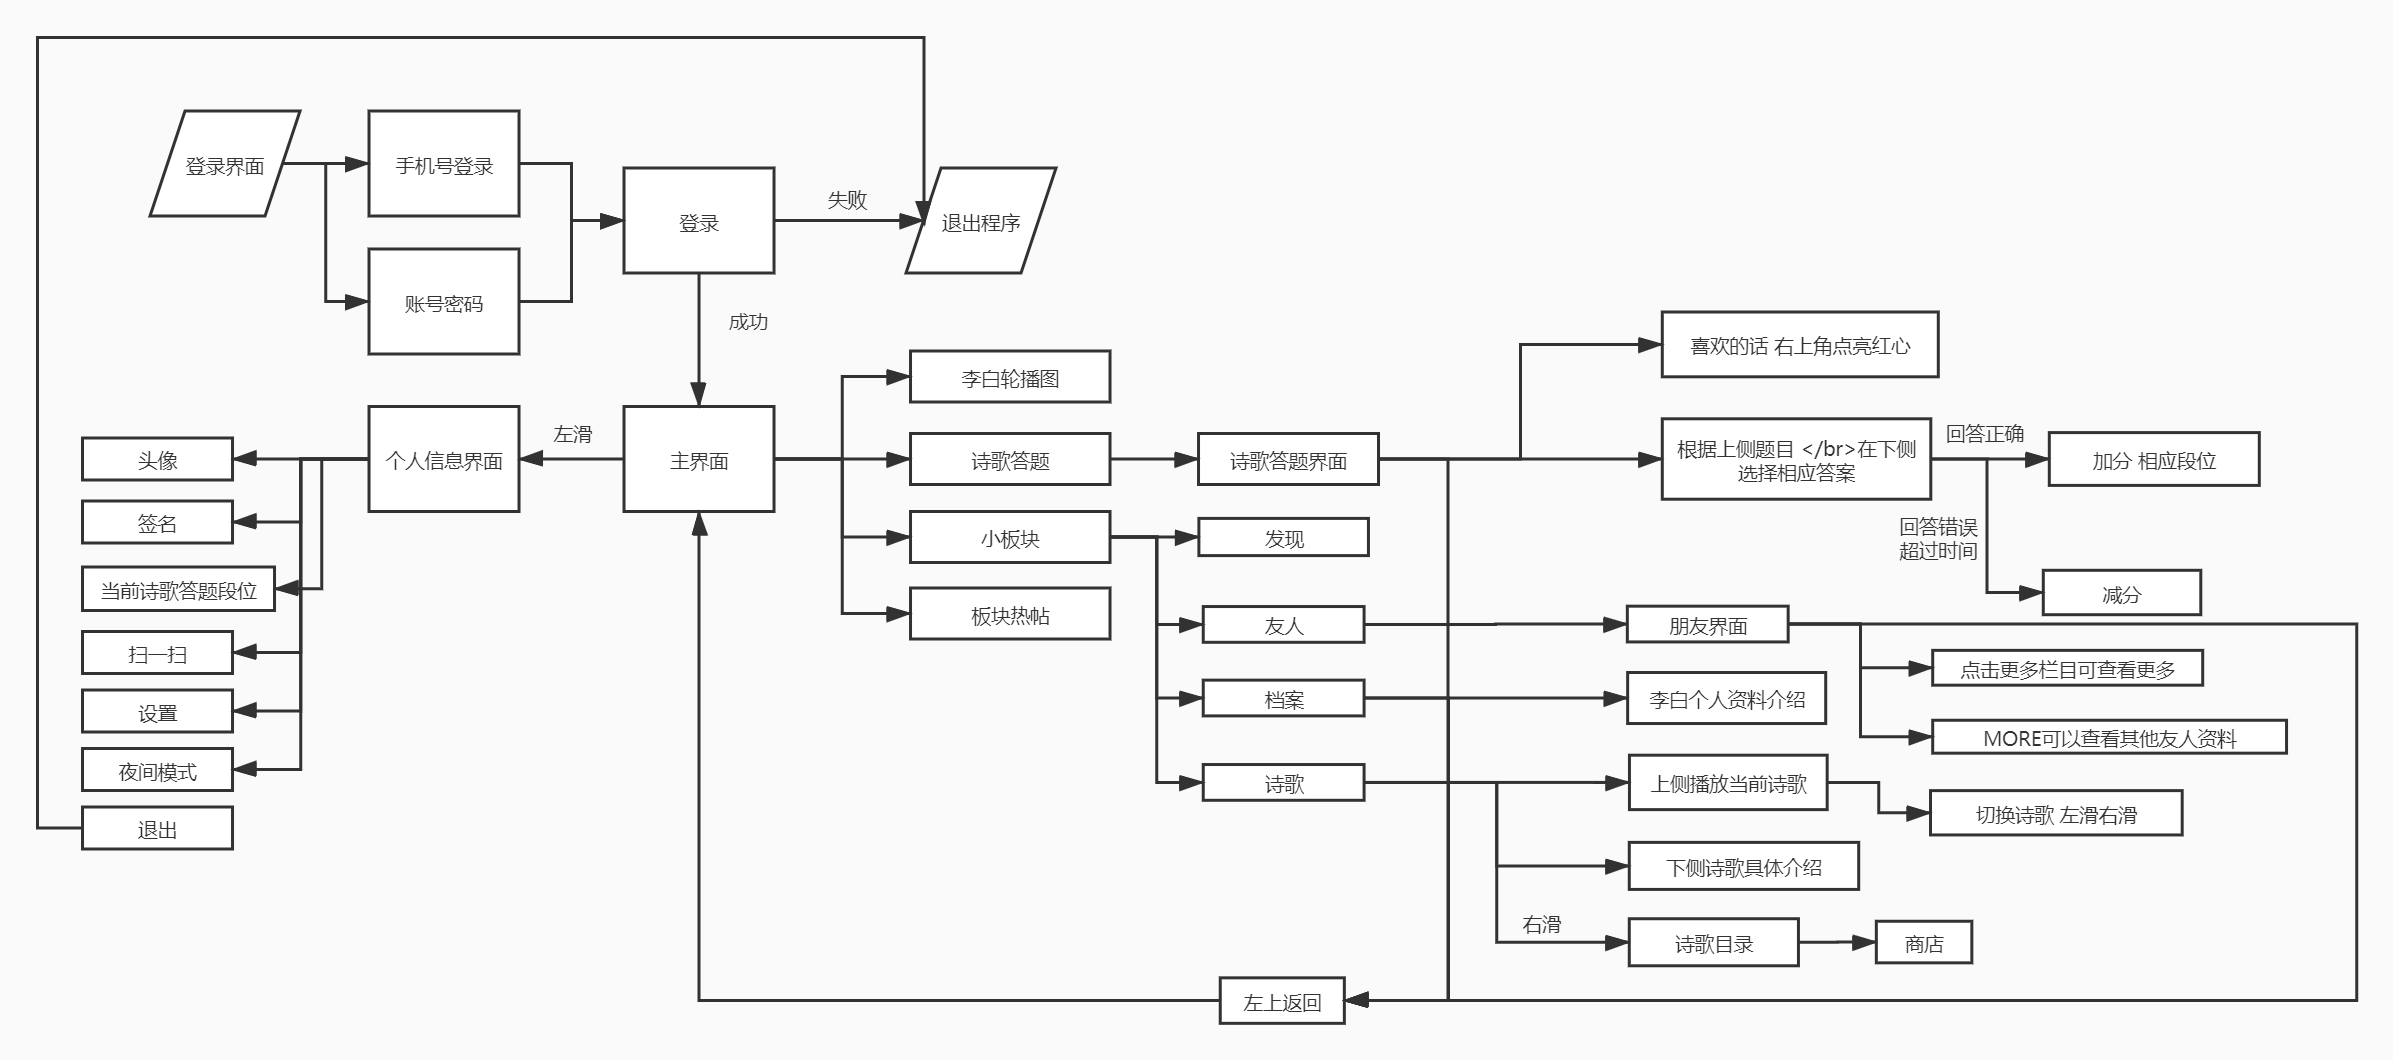 登录界面
手机号登录
账号密码
登录
失败
退出程序
成功
个人信息界面
左滑
主界面
头像
签名
当前诗歌答题段位
扫一扫
设置
夜间模式
退出
李白轮播图
诗歌答题
小板块
板块热帖
诗歌答题界面
发现
友人
档案
诗歌
喜欢的话 右上角点亮红心
根据上侧题目 </br>在下侧
选择相应答案
回答正确
加分 相应段位
回答错误
超过时间
减分
朋友界面
点击更多栏目可查看更多
MORE可以查看其他友人资料
李白个人资料介绍
上侧播放当前诗歌
切换诗歌 左滑右滑
下侧诗歌具体介绍
右滑
诗歌目录
商店
左上返回